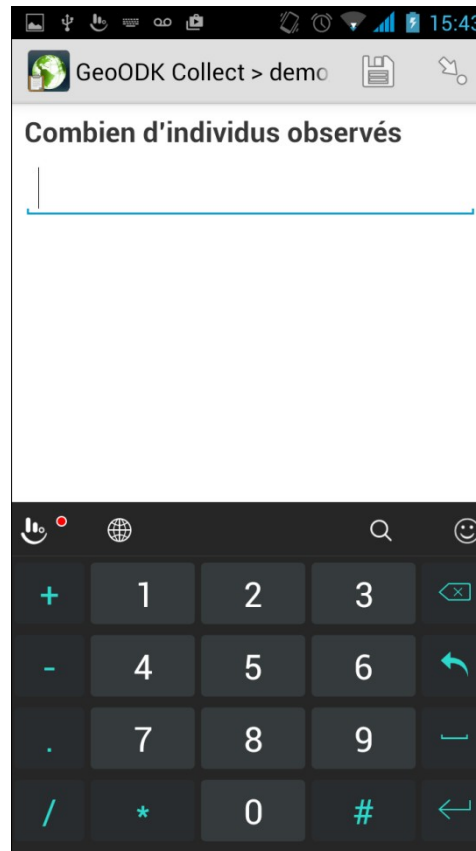 15:43
GeoODK Collect > demo
Combien d'individus observés
+ 1 2 3
- 4 5 6
. 7 8 9
/ * 0 #